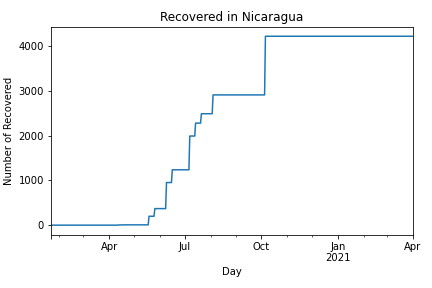 Recovered in Nicaragua
Number of Recovered
4000
3000
2000
1000
0
Apr
Jul
Oct
Jan
2021
Apr
Day